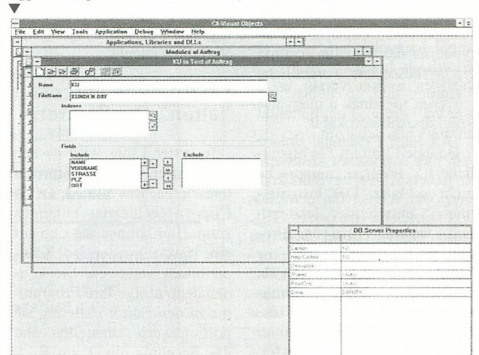 CA-Visual Objects
File Edit View Tools Application Debug Window Help
Applications, Libraries and DLLs
Modules of Auftrag
KU in Test of Auftrag
Name KU
FileName KUNDEN.DBF
Indexes
Fields
Include Exclude
NAME
VORNAME
STRASSE
PLZ
ORT
DB Server Properties
Caption KU